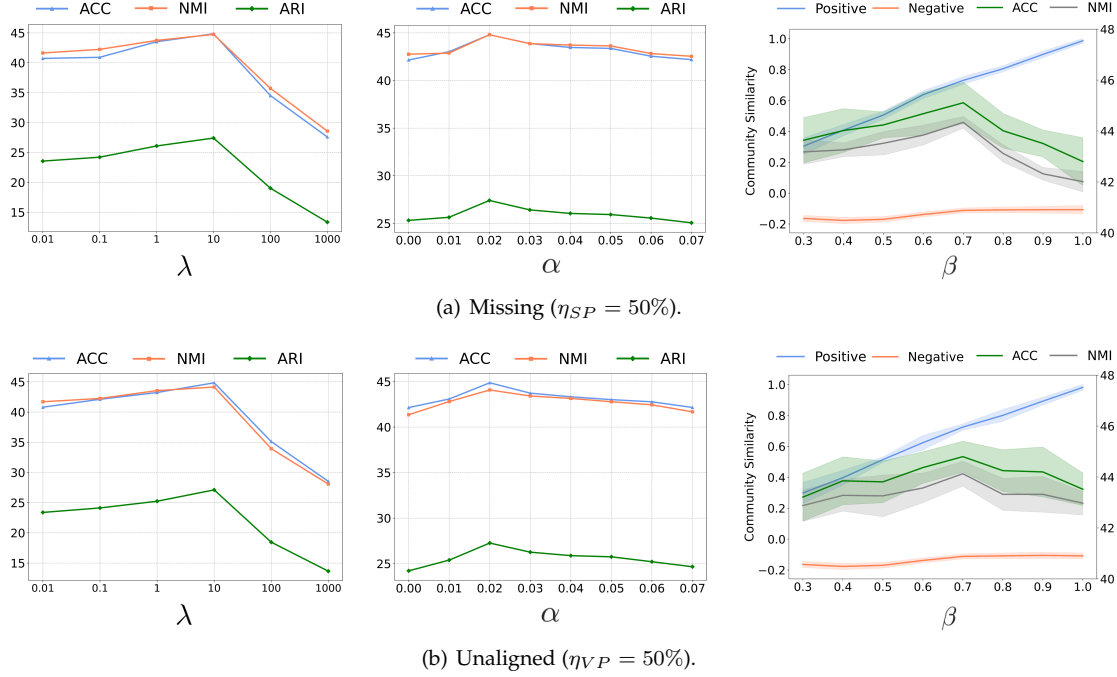 ACC NMI ARI
45
40
35
30
25
20
15
0.01 0.1 1 10 100 1000
λ
ACC NMI ARI
45
40
35
30
25
0.00 0.01 0.02 0.03 0.04 0.05 0.06 0.07
α
Positive Negative ACC NMI
Community Similarity
1.0
0.8
0.6
0.4
0.2
0.0
−0.2
48
46
44
42
40
0.3 0.4 0.5 0.6 0.7 0.8 0.9 1.0
β
(a) Missing (ηSP = 50%).
ACC NMI ARI
45
40
35
30
25
20
15
0.01 0.1 1 10 100 1000
λ
ACC NMI ARI
45
40
35
30
25
0.00 0.01 0.02 0.03 0.04 0.05 0.06 0.07
α
Positive Negative ACC NMI
Community Similarity
1.0
0.8
0.6
0.4
0.2
0.0
−0.2
48
46
44
42
40
0.3 0.4 0.5 0.6 0.7 0.8 0.9 1.0
β
(b) Unaligned (ηVP = 50%).